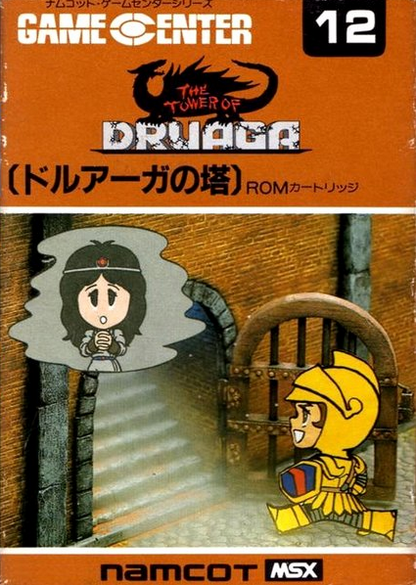 ナムコット・ゲームセンターシリーズ
GAME CENTER
12
THE
TOWER OF
DRUAGA
〔ドルアーガの塔〕ROMカートリッジ
namcot MSX